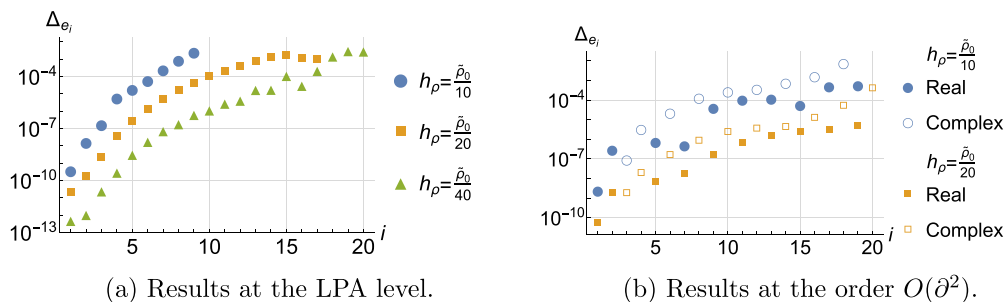 Δ_{e_i}
10^{-4}
10^{-7}
10^{-10}
10^{-13}
5 10 15 20
i
h_ρ=ρ̃_0/10
h_ρ=ρ̃_0/20
h_ρ=ρ̃_0/40
(a) Results at the LPA level.
Δ_{e_i}
10^{-4}
10^{-7}
10^{-10}
5 10 15 20
i
h_ρ=ρ̃_0/10
Real
Complex
h_ρ=ρ̃_0/20
Real
Complex
(b) Results at the order O(∂²).